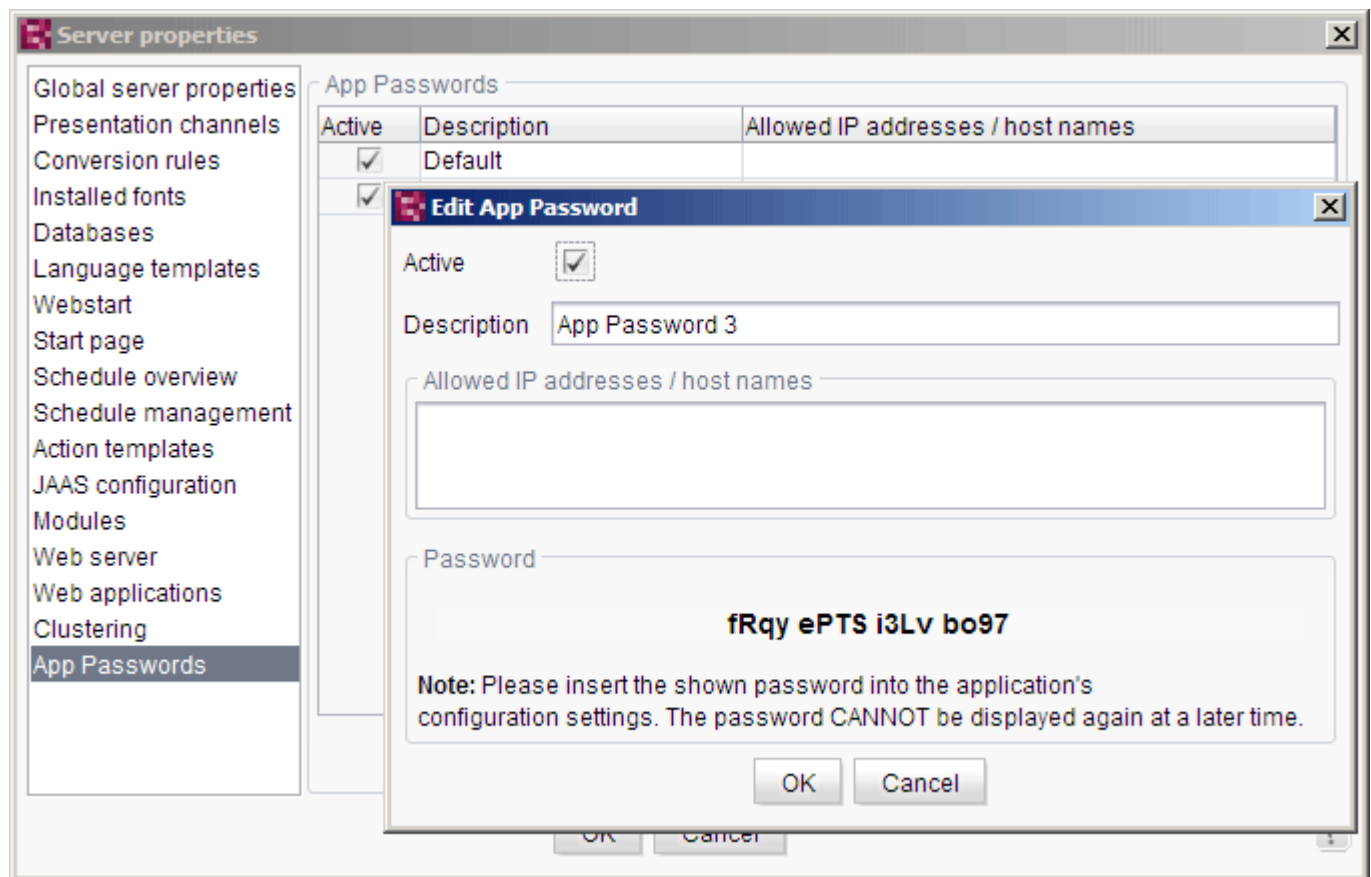 Server properties
Global server properties
Presentation channels
Conversion rules
Installed fonts
Databases
Language templates
Webstart
Start page
Schedule overview
Schedule management
Action templates
JAAS configuration
Modules
Web server
Web applications
Clustering
App Passwords
App Passwords
Active Description Allowed IP addresses / host names
Default
Edit App Password
Active
Description App Password 3
Allowed IP addresses / host names
Password
fRqy ePTS i3Lv bo97
Note: Please insert the shown password into the application's
configuration settings. The password CANNOT be displayed again at a later time.
OK Cancel
OK Cancel